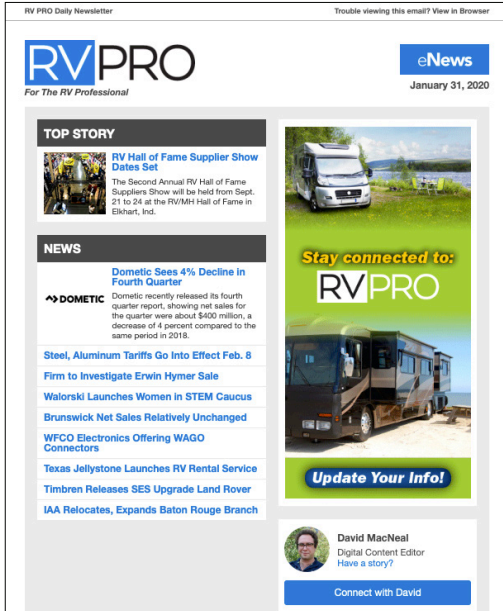 RV PRO Daily Newsletter
Trouble viewing this email? View in Browser
RVPRO
For The RV Professional
eNews
January 31, 2020
TOP STORY
RV Hall of Fame Supplier Show
Dates Set
The Second Annual RV Hall of Fame
Suppliers Show will be held from Sept.
21 to 24 at the RV/MH Hall of Fame in
Elkhart, Ind.
NEWS
Dometic Sees 4% Decline in
Fourth Quarter
DOMETIC
Dometic recently released its fourth
quarter report, showing net sales for
the quarter were about $400 million, a
decrease of 4 percent compared to the
same period in 2018.
Steel, Aluminum Tariffs Go Into Effect Feb. 8
Firm to Investigate Erwin Hymer Sale
Walorski Launches Women in STEM Caucus
Brunswick Net Sales Relatively Unchanged
WFCO Electronics Offering WAGO
Connectors
Texas Jellystone Launches RV Rental Service
Timbren Releases SES Upgrade Land Rover
IAA Relocates, Expands Baton Rouge Branch
Stay connected to:
RVPRO
Update Your Info!
David MacNeal
Digital Content Editor
Have a story?
Connect with David